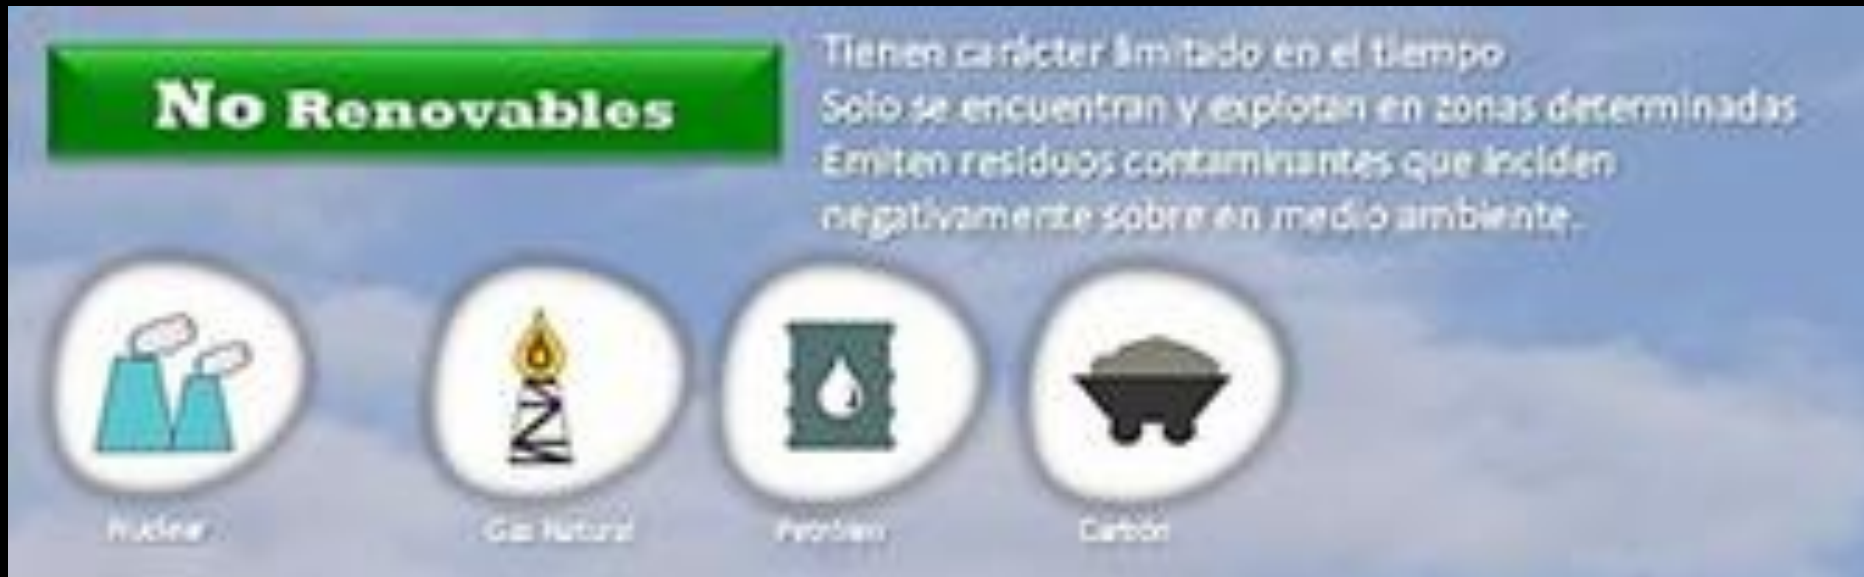 No Renovables
Tienen carácter limitado en el tiempo
Solo se encuentran y explotan en zonas determinadas
Emiten residuos contaminantes que inciden
negativamente sobre en medio ambiente.
Nuclear
Gas Natural
Petróleo
Carbón